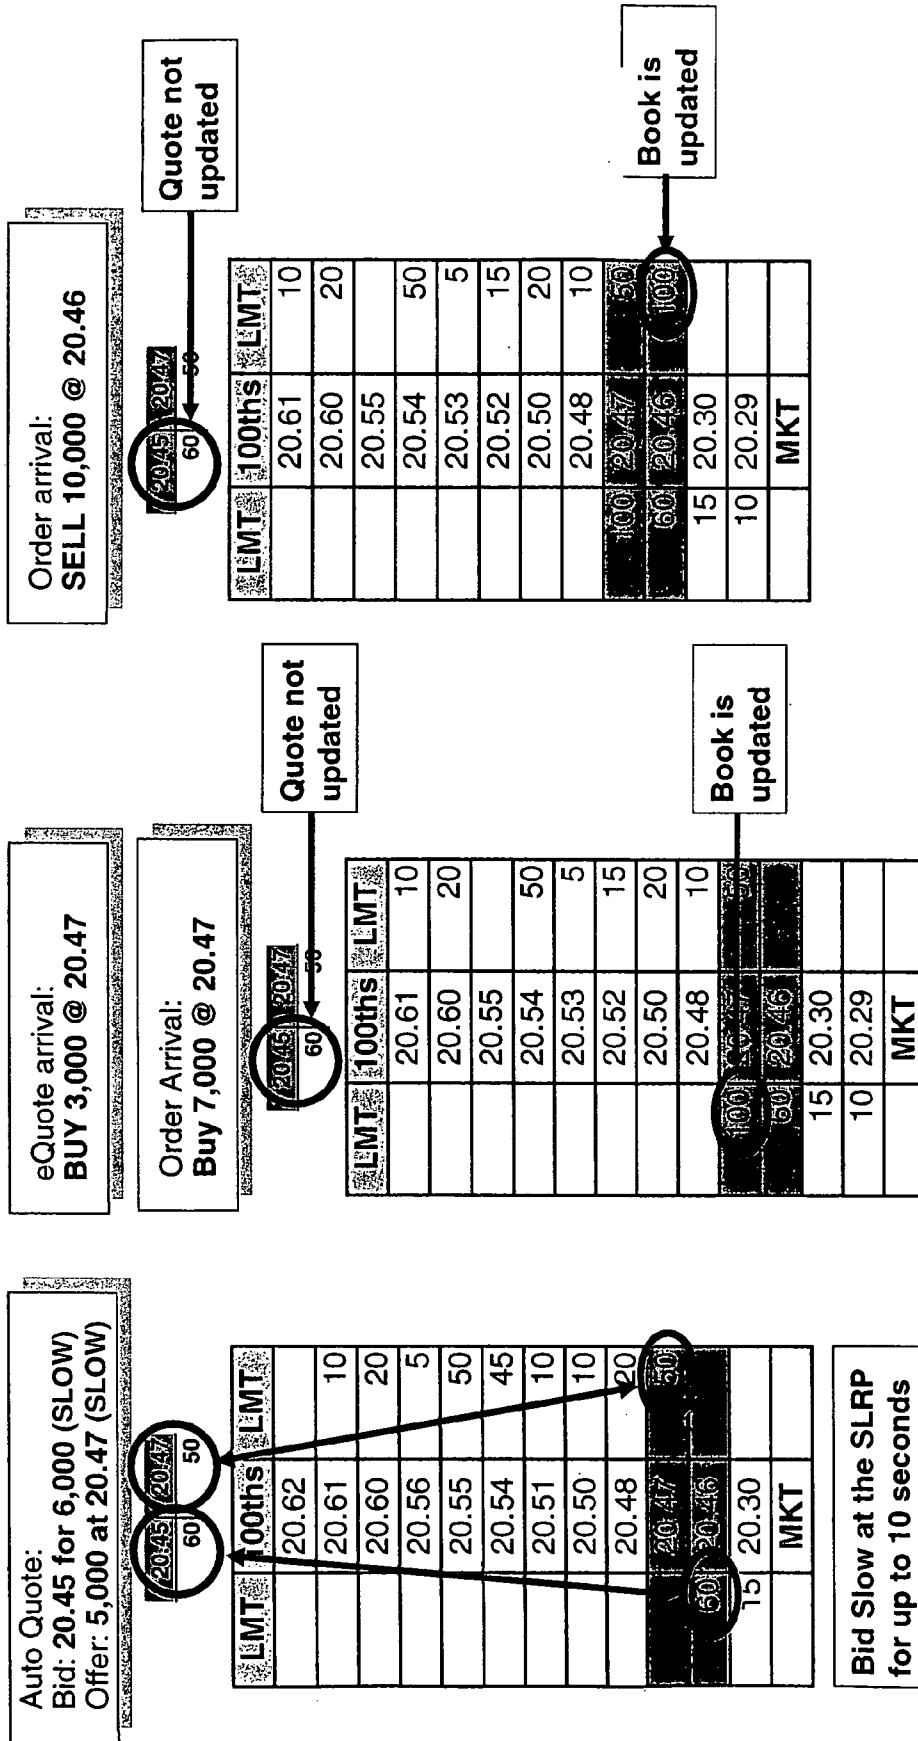 Auto Quote:
Bid: 20.45 for 6,000 (SLOW)
Offer: 5,000 at 20.47 (SLOW)
20.45 20.47
60 50
LMT 100ths LMT
20.62
20.61 10
20.60 20
20.56 5
20.55 50
20.54 45
20.51 10
20.50 10
20.48 20
20.47 50
60 20.46
15 20.30
MKT
Bid Slow at the SLRP
for up to 10 seconds
eQuote arrival:
BUY 3,000 @ 20.47
Order Arrival:
Buy 7,000 @ 20.47
20.45 20.47
60 50
Quote not
updated
LMT 100ths LMT
20.61 10
20.60 20
20.55
20.54 50
20.53 5
20.52 15
20.50 20
20.48 10
100 20.47 50
60 20.46
15 20.30
10 20.29
MKT
Book is
updated
Order arrival:
SELL 10,000 @ 20.46
20.45 20.47
60 50
Quote not
updated
LMT 100ths LMT
20.61 10
20.60 20
20.55
20.54 50
20.53 5
20.52 15
20.50 20
20.48 10
100 20.47 50
60 20.46 100
15 20.30
10 20.29
MKT
Book is
updated